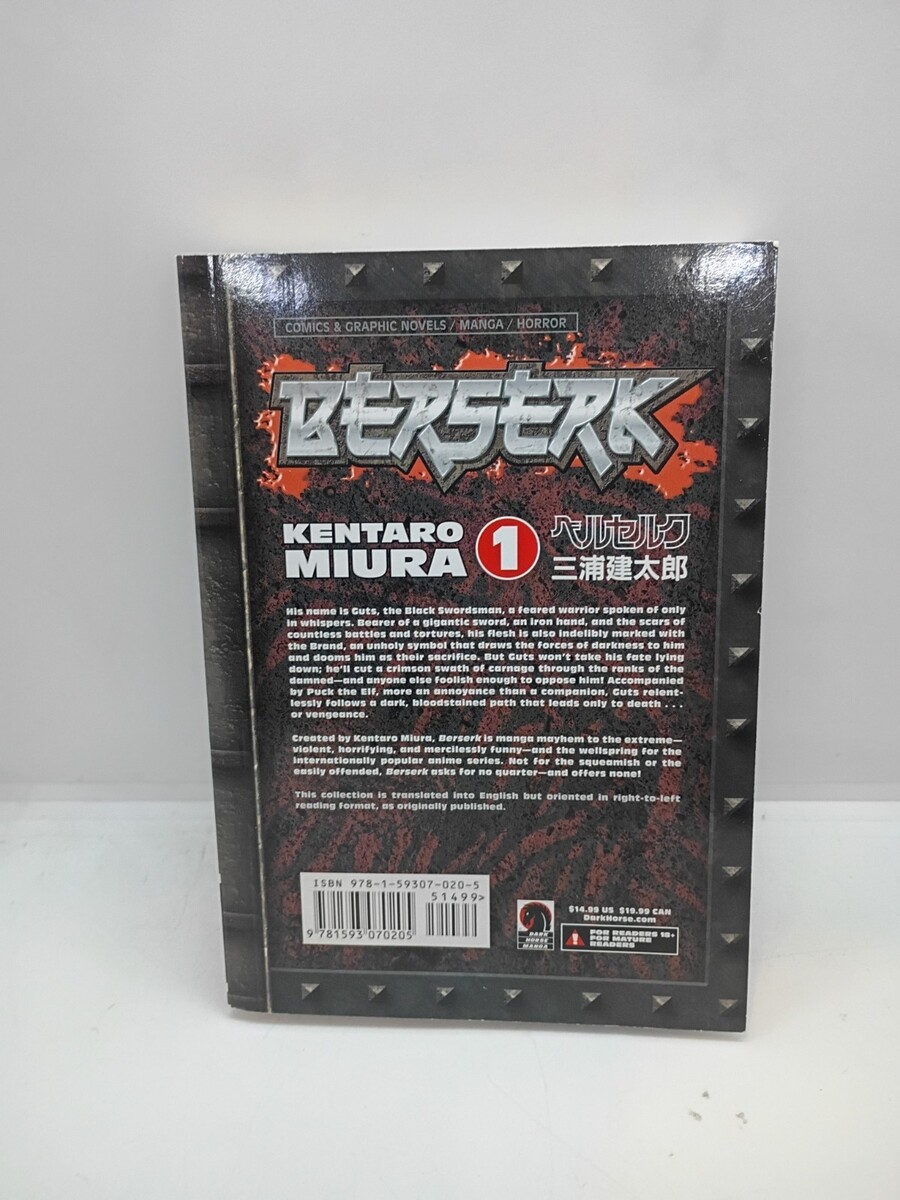 COMICS & GRAPHIC NOVELS / MANGA / HORROR
BERSERK
KENTARO
MIURA
1
ベルセルク
三浦建太郎
His name is Guts, the Black Swordsman, a feared warrior spoken of only
in whispers. Bearer of a gigantic sword, an iron hand, and the scars of
countless battles and tortures, his flesh is also indelibly marked with
the Brand, an unholy symbol that draws the forces of darkness to him
and dooms him as their sacrifice. But Guts won't take his fate lying
down; he'll cut a crimson swath of carnage through the ranks of the
damned—and anyone else foolish enough to oppose him! Accompanied
by Puck the Elf, more an annoyance than a companion, Guts relent-
lessly follows a dark, bloodstained path that leads only to death . . .
or vengeance.
Created by Kentaro Miura, Berserk is manga mayhem to the extreme—
violent, horrifying, and mercilessly funny—and the wellspring for the
internationally popular anime series. Not for the squeamish or the
easily offended, Berserk asks for no quarter—and offers none!
This collection is translated into English but oriented in right-to-left
reading format, as originally published.
ISBN 978-1-59307-020-5
51499>
9 781593 070205
DARK
HORSE
MANGA
$14.99 US $19.99 CAN
DarkHorse.com
FOR READERS 18+
FOR MATURE
READERS